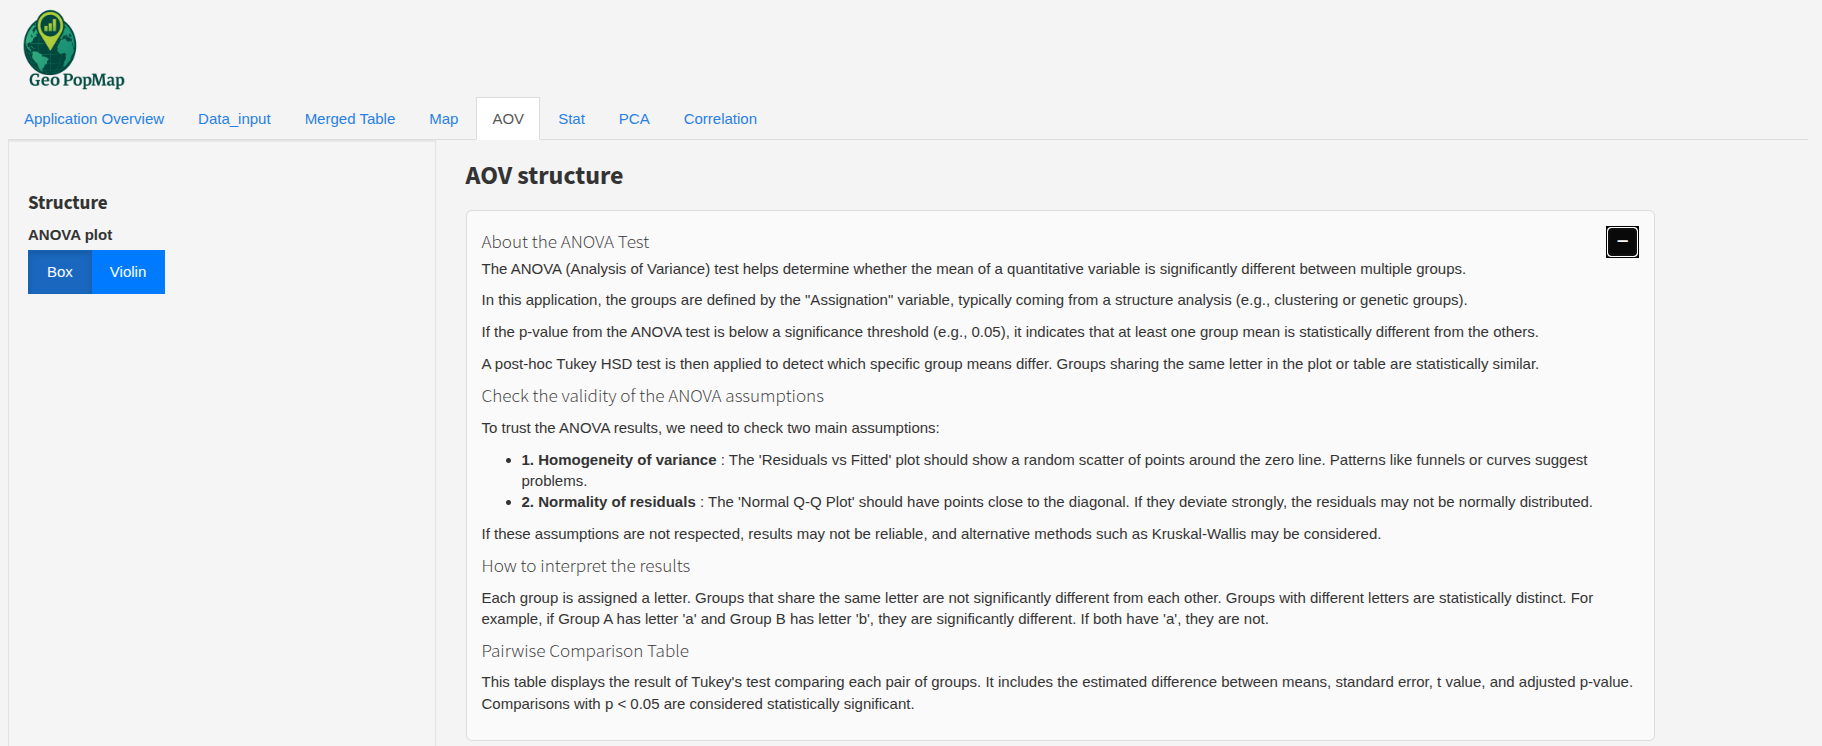 Geo PopMap
Application Overview Data_input Merged Table Map AOV Stat PCA Correlation
Structure
ANOVA plot
Box Violin
AOV structure
About the ANOVA Test
The ANOVA (Analysis of Variance) test helps determine whether the mean of a quantitative variable is significantly different between multiple groups.
In this application, the groups are defined by the "Assignation" variable, typically coming from a structure analysis (e.g., clustering or genetic groups).
If the p-value from the ANOVA test is below a significance threshold (e.g., 0.05), it indicates that at least one group mean is statistically different from the others.
A post-hoc Tukey HSD test is then applied to detect which specific group means differ. Groups sharing the same letter in the plot or table are statistically similar.
Check the validity of the ANOVA assumptions
To trust the ANOVA results, we need to check two main assumptions:
• 1. Homogeneity of variance : The 'Residuals vs Fitted' plot should show a random scatter of points around the zero line. Patterns like funnels or curves suggest
problems.
• 2. Normality of residuals : The 'Normal Q-Q Plot' should have points close to the diagonal. If they deviate strongly, the residuals may not be normally distributed.
If these assumptions are not respected, results may not be reliable, and alternative methods such as Kruskal-Wallis may be considered.
How to interpret the results
Each group is assigned a letter. Groups that share the same letter are not significantly different from each other. Groups with different letters are statistically distinct. For
example, if Group A has letter 'a' and Group B has letter 'b', they are significantly different. If both have 'a', they are not.
Pairwise Comparison Table
This table displays the result of Tukey's test comparing each pair of groups. It includes the estimated difference between means, standard error, t value, and adjusted p-value.
Comparisons with p < 0.05 are considered statistically significant.